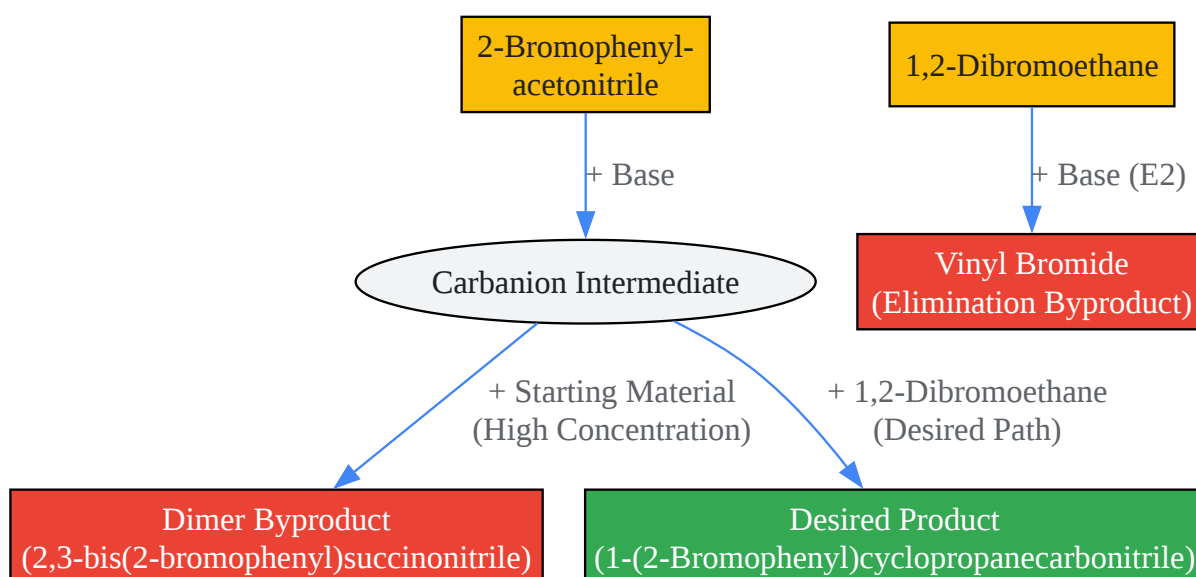 2-Bromophenyl-
acetonitrile
1,2-Dibromoethane
+ Base
+ Base (E2)
Carbanion Intermediate
Vinyl Bromide
(Elimination Byproduct)
+ Starting Material
(High Concentration)
+ 1,2-Dibromoethane
(Desired Path)
Dimer Byproduct
(2,3-bis(2-bromophenyl)succinonitrile)
Desired Product
(1-(2-Bromophenyl)cyclopropanecarbonitrile)